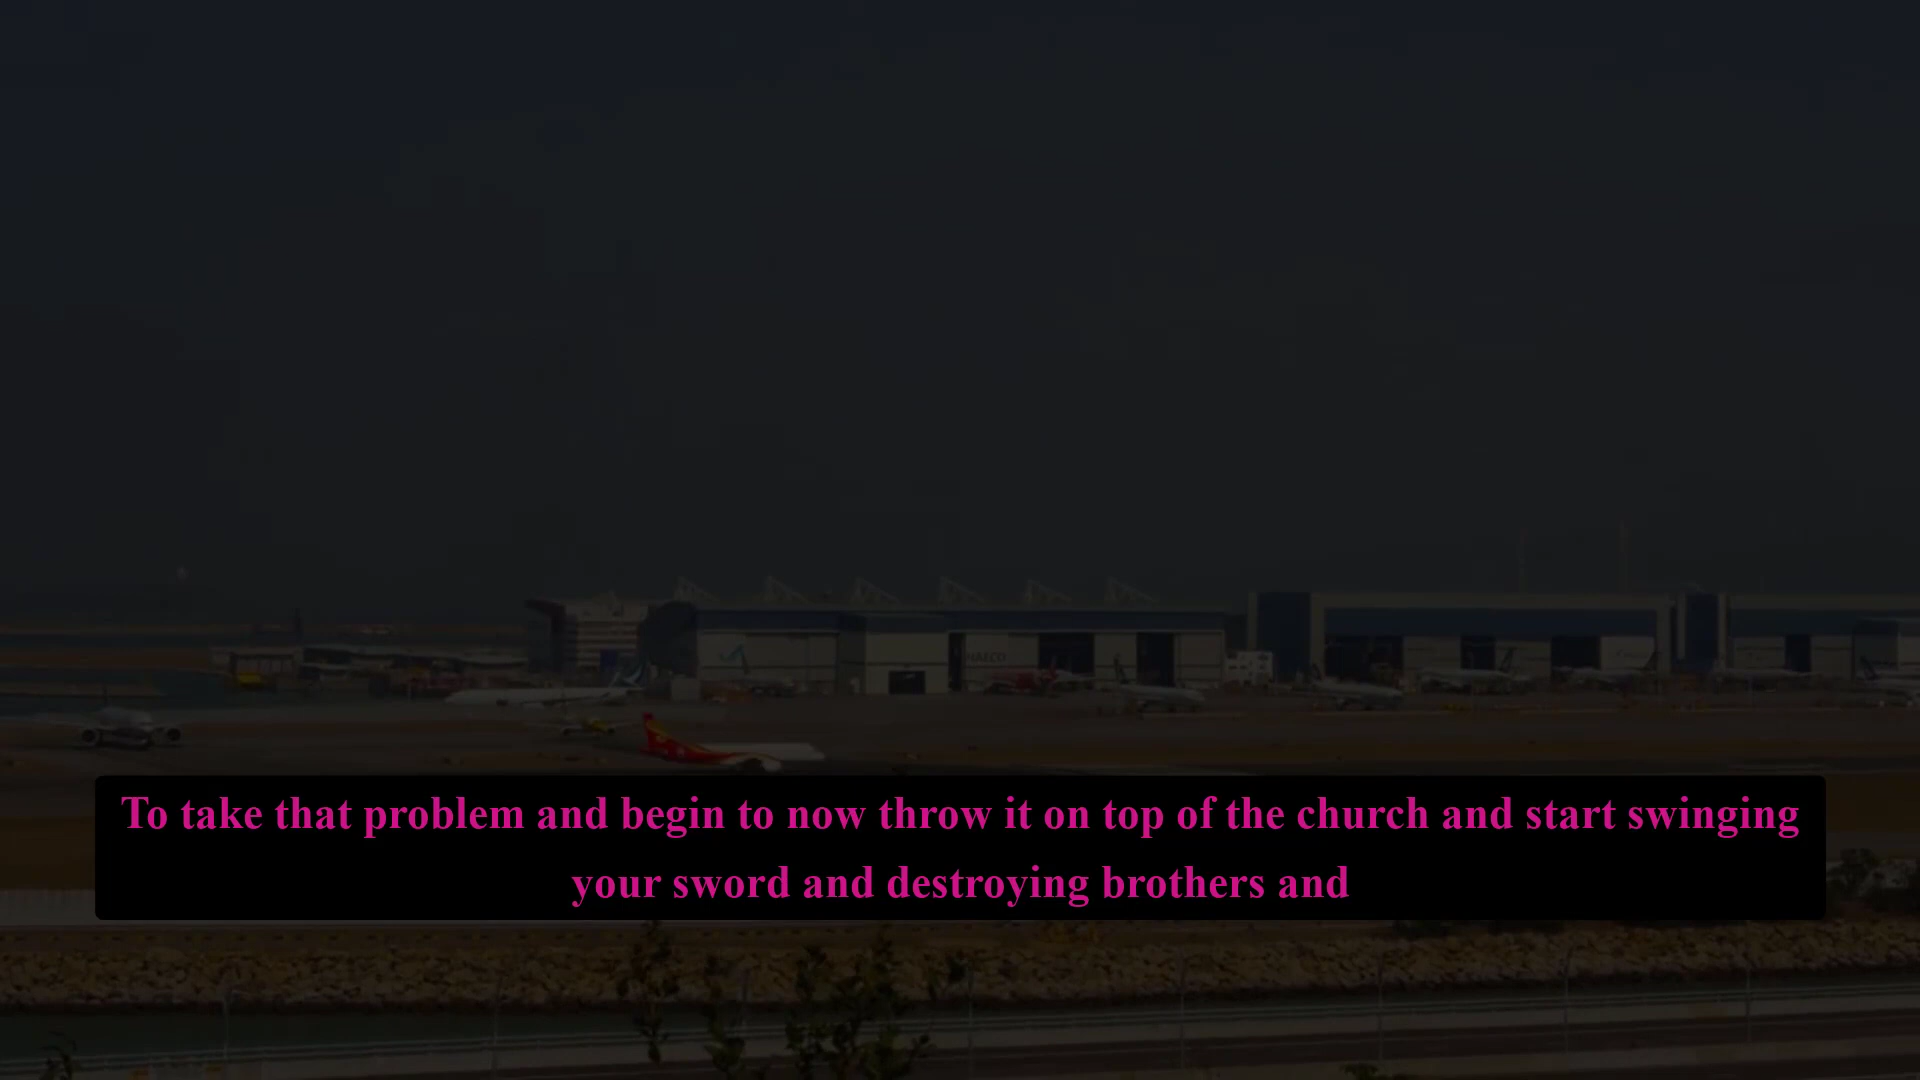 HAECO
To take that problem and begin to now throw it on top of the church and start swinging
your sword and destroying brothers and